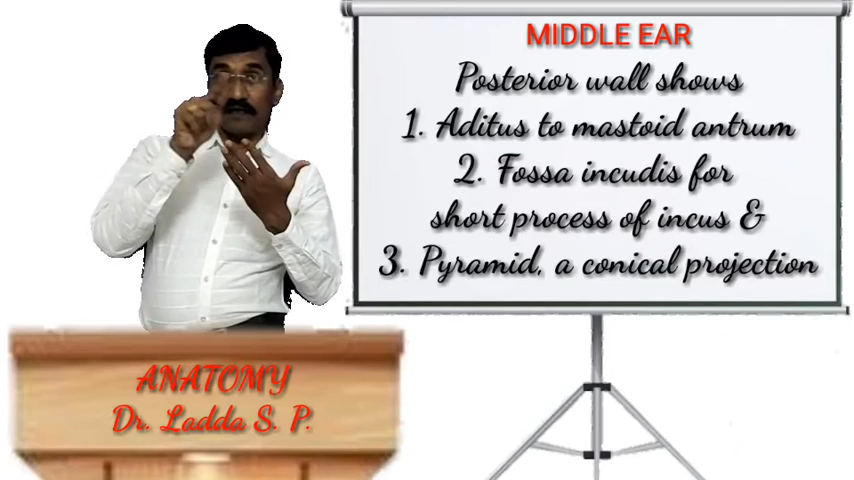 MIDDLE EAR
Posterior wall shows
1. Aditus to mastoid antrum
2. Fossa incudis for
short process of incus &
3. Pyramid, a conical projection
ANATOMY
Dr. Ladda S. P.